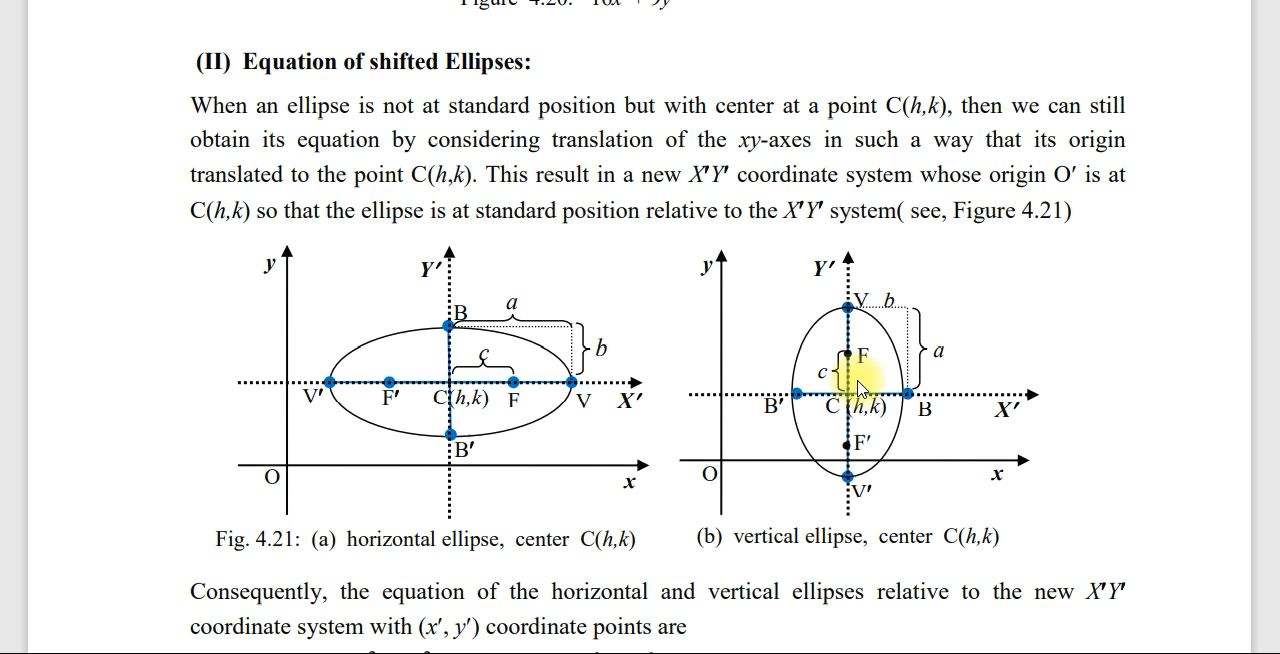 (II) Equation of shifted Ellipses:
When an ellipse is not at standard position but with center at a point C(h,k), then we can still
obtain its equation by considering translation of the xy-axes in such a way that its origin
translated to the point C(h,k). This result in a new X′Y′ coordinate system whose origin O′ is at
C(h,k) so that the ellipse is at standard position relative to the X′Y′ system( see, Figure 4.21)
y
Y′
B
a
b
c
V′
F′
C(h,k)
F
V
X′
B′
O
x
y
Y′
V
b
F
a
c
B′
C (h,k)
B
X′
F′
O
x
V′
Fig. 4.21: (a) horizontal ellipse, center C(h,k)
(b) vertical ellipse, center C(h,k)
Consequently, the equation of the horizontal and vertical ellipses relative to the new X′Y′
coordinate system with (x′, y′) coordinate points are